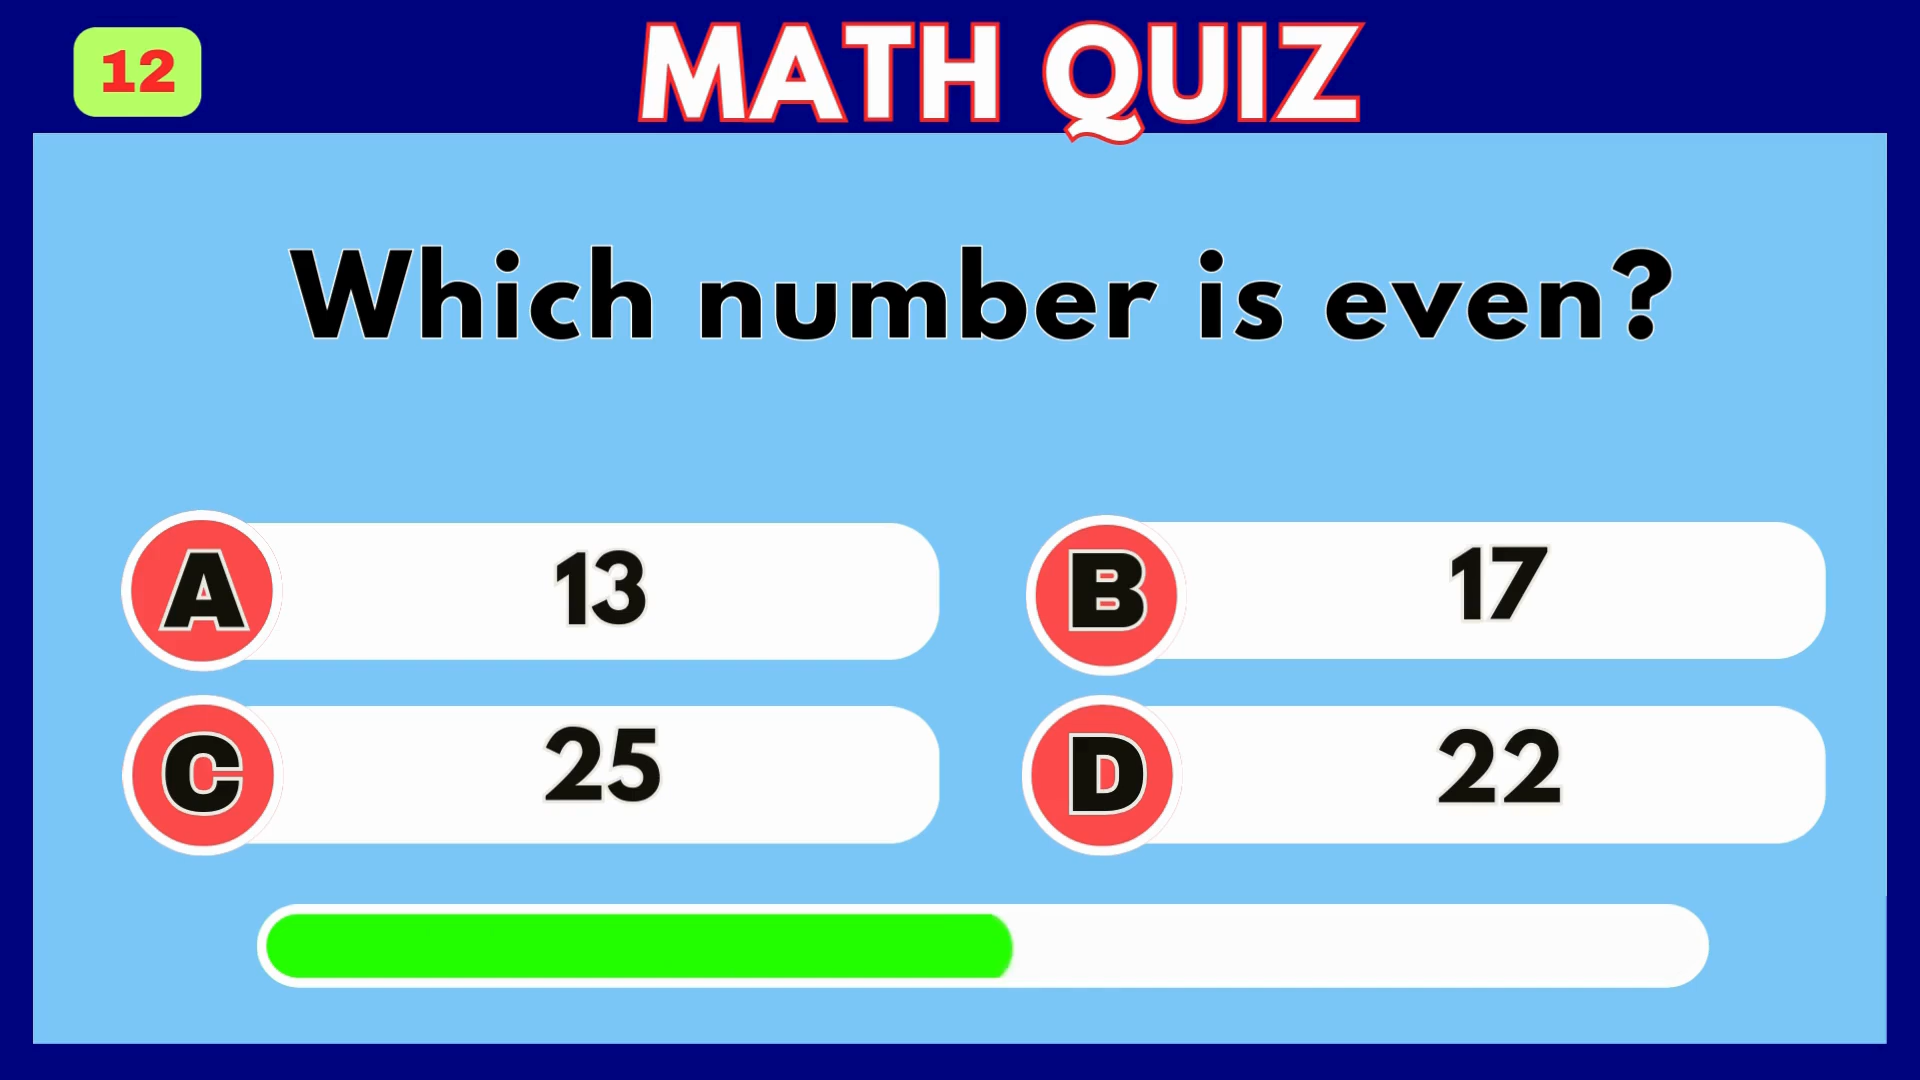 12
MATH QUIZ
Which number is even?
A 13
B 17
C 25
D 22